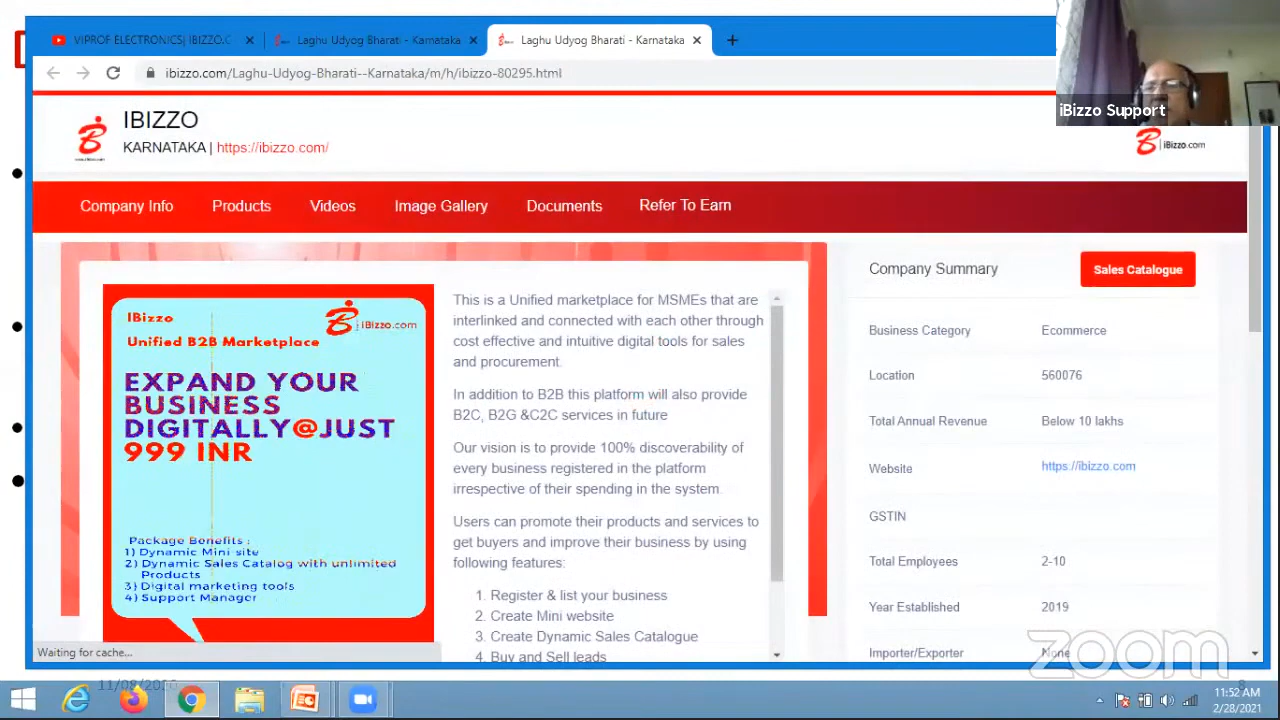 VIPROF ELECTRONICS| IBIZZO.C
Laghu Udyog Bharati - Karnataka
Laghu Udyog Bharati - Karnataka
ibizzo.com/Laghu-Udyog-Bharati--Karnataka/m/h/ibizzo-80295.html
iBizzo Support
IBIZZO
KARNATAKA | https://ibizzo.com/
iBizzo.com
Company Info
Products
Videos
Image Gallery
Documents
Refer To Earn
IBizzo
iBizzo.com
Unified B2B Marketplace
EXPAND YOUR
BUSINESS
DIGITALLY@JUST
999 INR
Package Benefits :
1) Dynamic Mini site
2) Dynamic Sales Catalog with unlimited
Products
3) Digital marketing tools
4) Support Manager
This is a Unified marketplace for MSMEs that are
interlinked and connected with each other through
cost effective and intuitive digital tools for sales
and procurement.
In addition to B2B this platform will also provide
B2C, B2G &C2C services in future
Our vision is to provide 100% discoverability of
every business registered in the platform
irrespective of their spending in the system.
Users can promote their products and services to
get buyers and improve their business by using
following features:
1. Register & list your business
2. Create Mini website
3. Create Dynamic Sales Catalogue
4. Buy and Sell leads
Company Summary
Sales Catalogue
Business Category Ecommerce
Location 560076
Total Annual Revenue Below 10 lakhs
Website https://ibizzo.com
GSTIN
Total Employees 2-10
Year Established 2019
Importer/Exporter None
zoom
Waiting for cache...
8
11:52 AM
2/28/2021